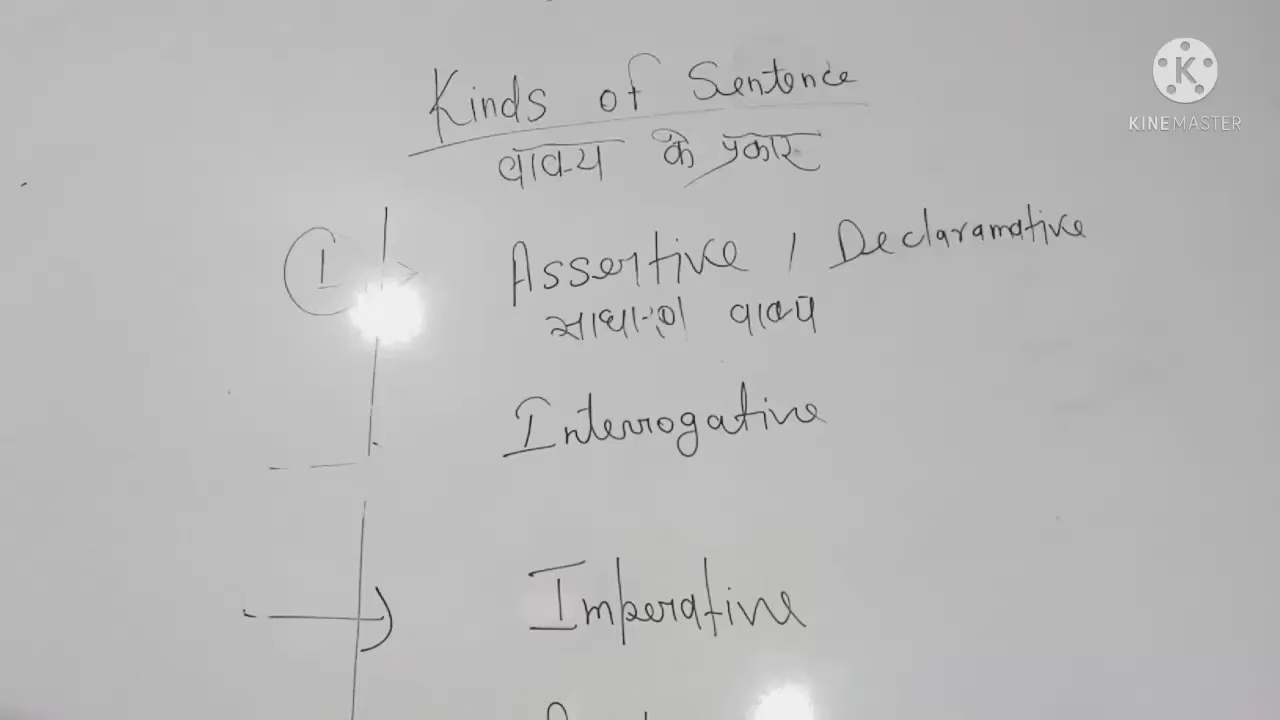 Kinds of Sentence
वाक्य के प्रकार
1 Assertive / Declaramative
साधारण वाक्य
Interrogative
Imperative
K
KINEMASTER